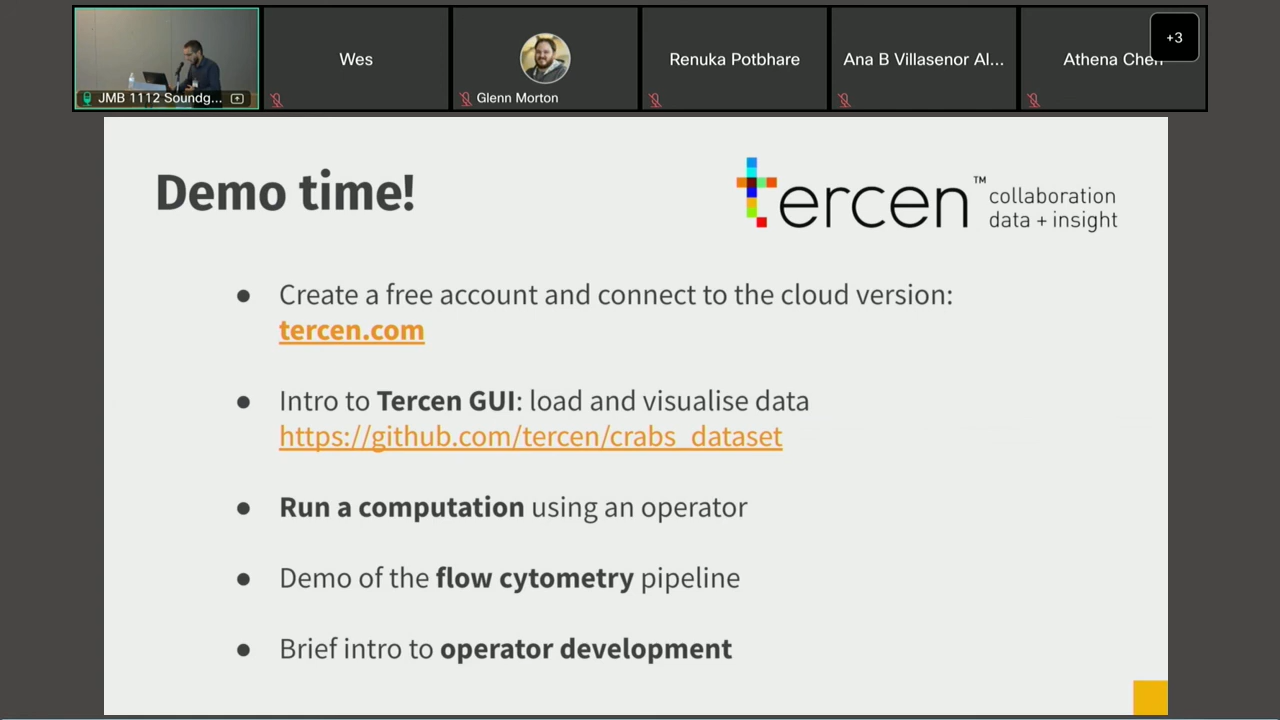 JMB 1112 Soundg...
Wes
Glenn Morton
Renuka Potbhare
Ana B Villasenor Al...
Athena Chen
+3
Demo time!
tercen™
collaboration
data + insight
● Create a free account and connect to the cloud version:
tercen.com
● Intro to Tercen GUI: load and visualise data
https://github.com/tercen/crabs_dataset
● Run a computation using an operator
● Demo of the flow cytometry pipeline
● Brief intro to operator development